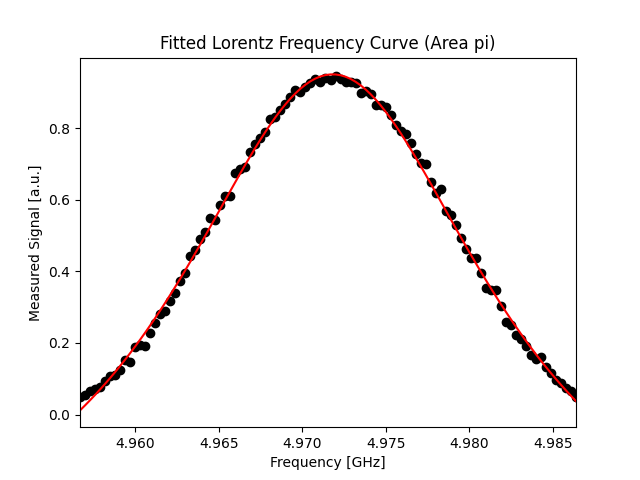 Fitted Lorentz Frequency Curve (Area pi)
Measured Signal [a.u.]
0.8
0.6
0.4
0.2
0.0
4.960 4.965 4.970 4.975 4.980 4.985
Frequency [GHz]